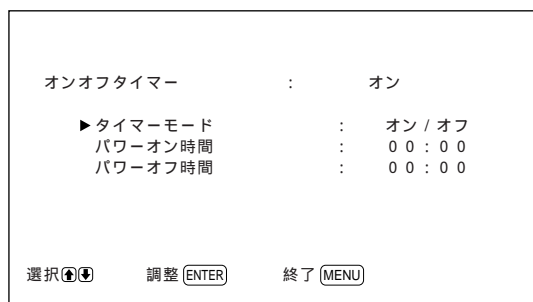 オンオフタイマー : オン
▶タイマーモード : オン / オフ
パワーオン時間 : 00:00
パワーオフ時間 : 00:00
選択⬆⬇ 調整 ENTER 終了 MENU